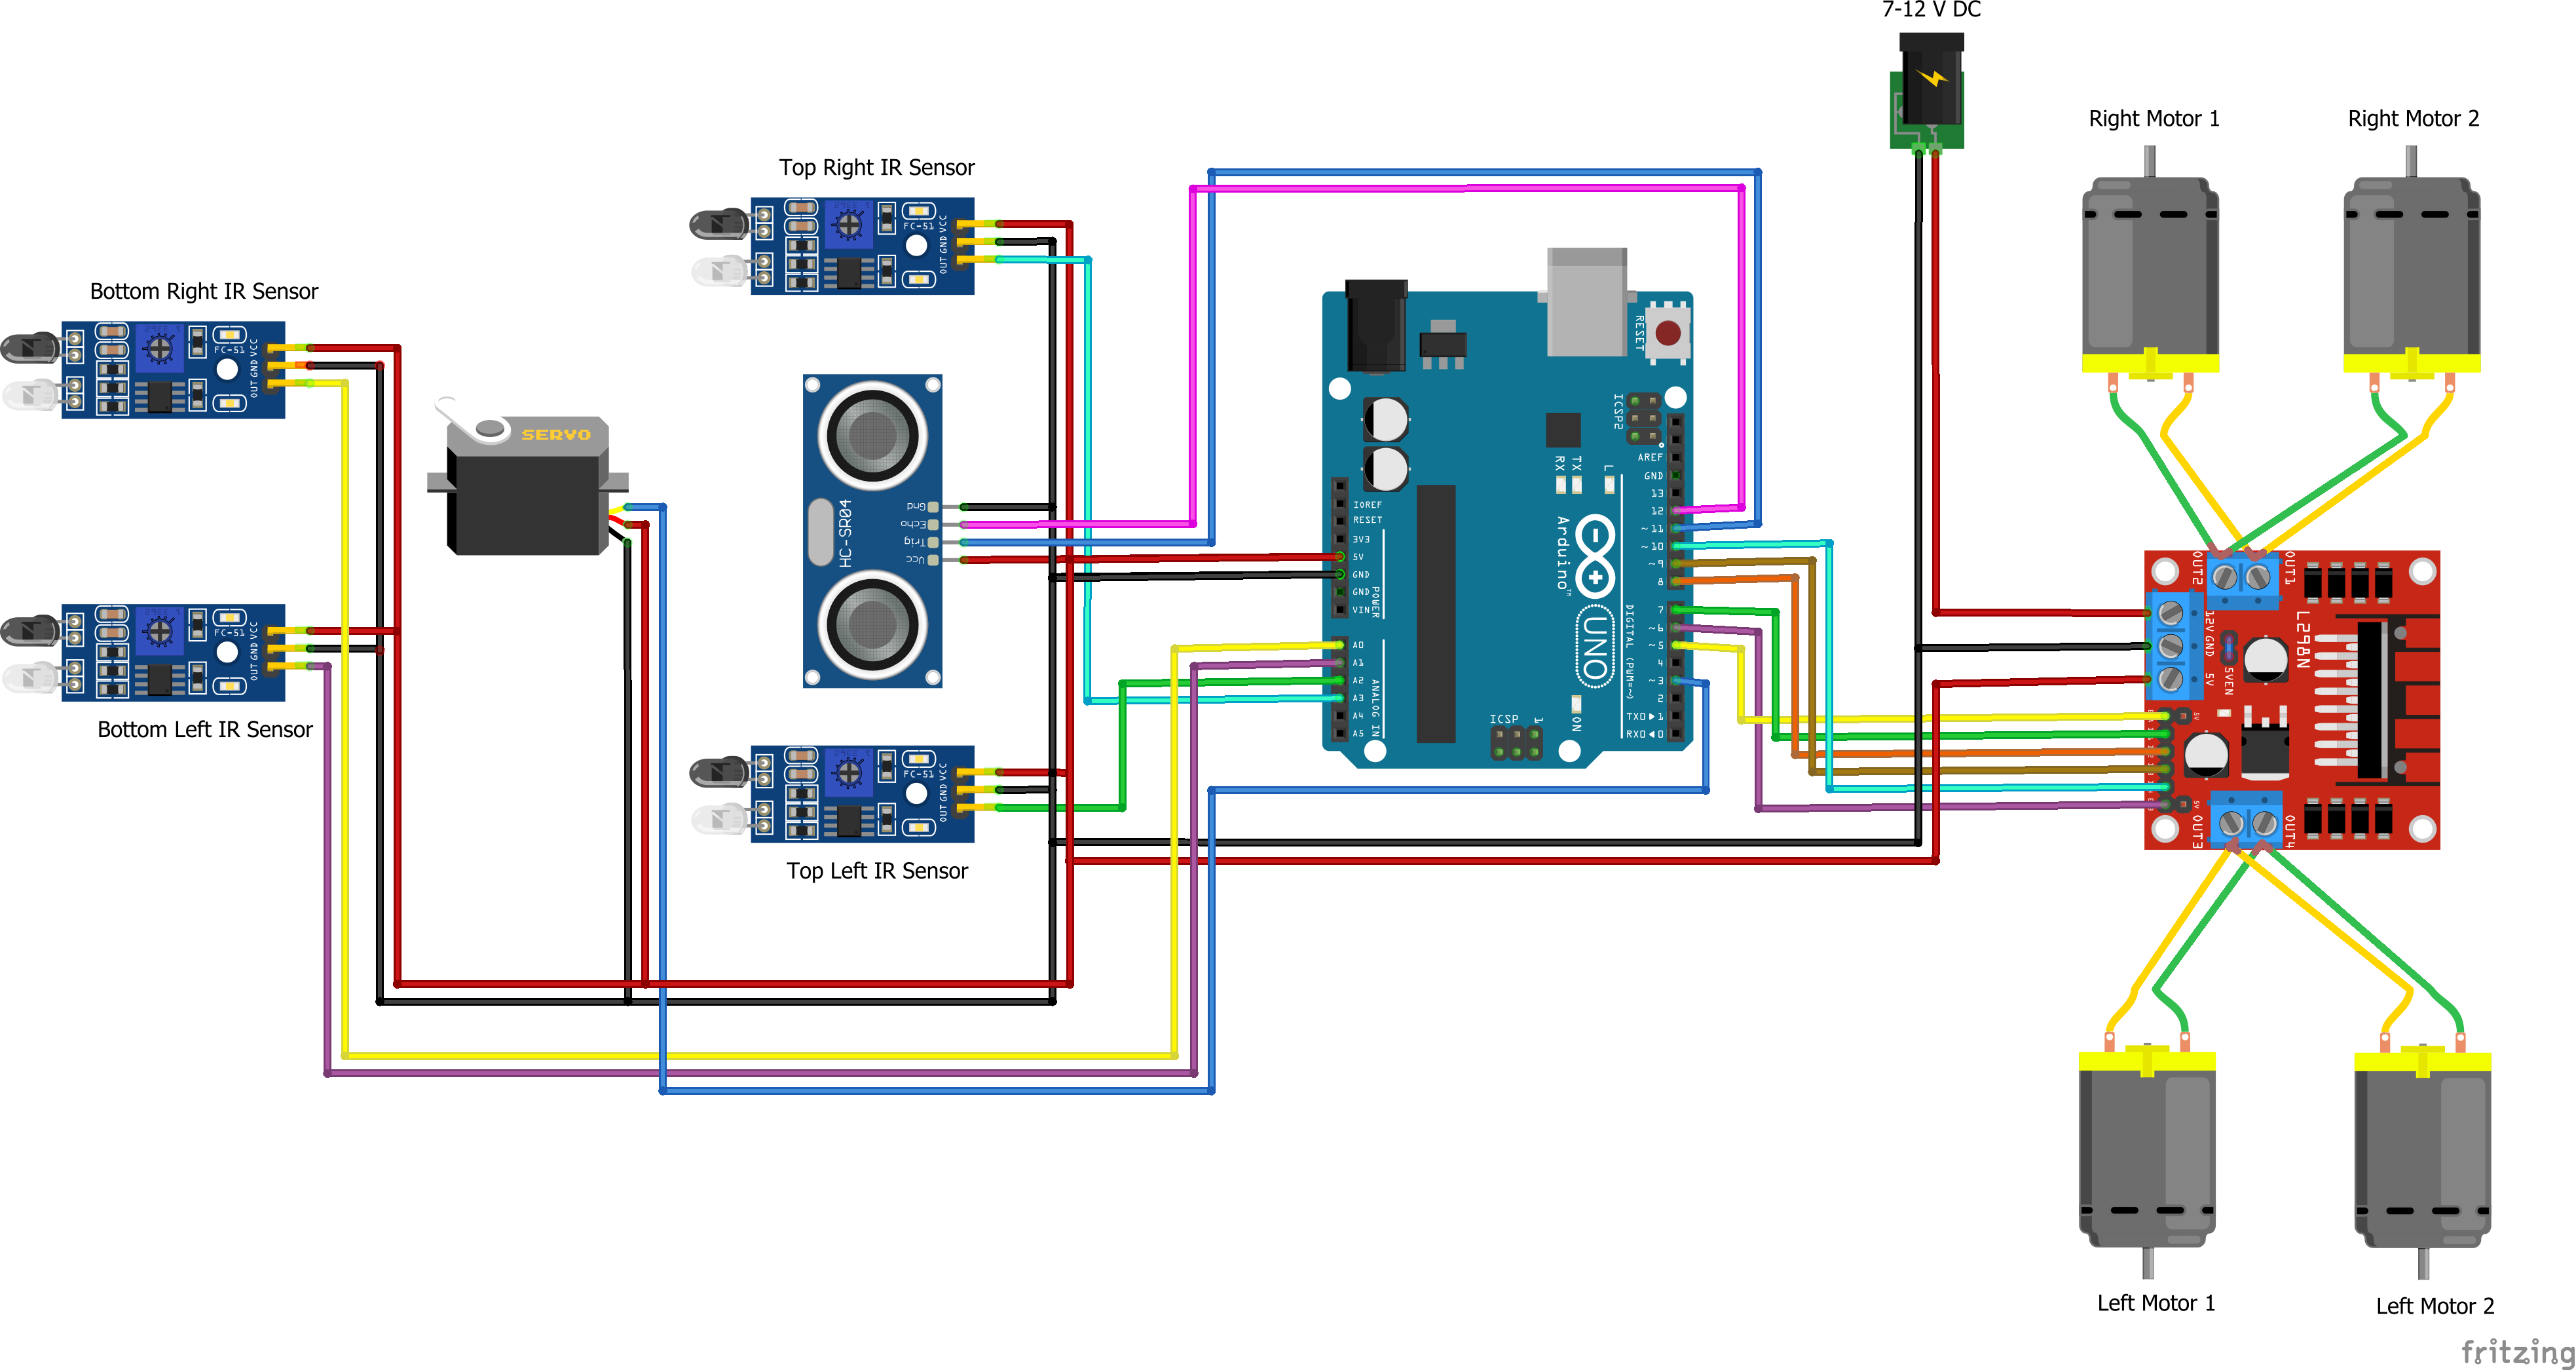 7-12 V DC
Right Motor 1
Right Motor 2
Top Right IR Sensor
FC-51
VCC
GND
OUT
Bottom Right IR Sensor
FC-51
VCC
GND
OUT
SERVO
HC-SR04
Gnd
Echo
Trig
Vcc
Bottom Left IR Sensor
FC-51
VCC
GND
OUT
Top Left IR Sensor
FC-51
VCC
GND
OUT
RESET
ICSP2
AREF
GND
13
12
~11
~10
~9
8
7
~6
~5
4
~3
2
TX0►1
RX0◄0
DIGITAL (PWM=~)
L
TX
RX
Arduino™
UNO
ON
ICSP
1
IOREF
RESET
3V3
5V
GND
GND
VIN
POWER
A0
A1
A2
A3
A4
A5
ANALOG IN
OUT2
OUT1
12V
GND
5V
5VEN
L298N
5V
5V
OUT3
OUT4
Left Motor 1
Left Motor 2
fritzing